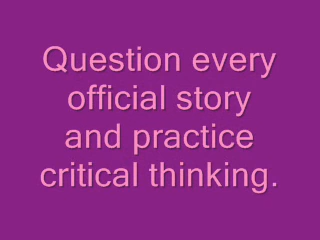 Question every
official story
and practice
critical thinking.